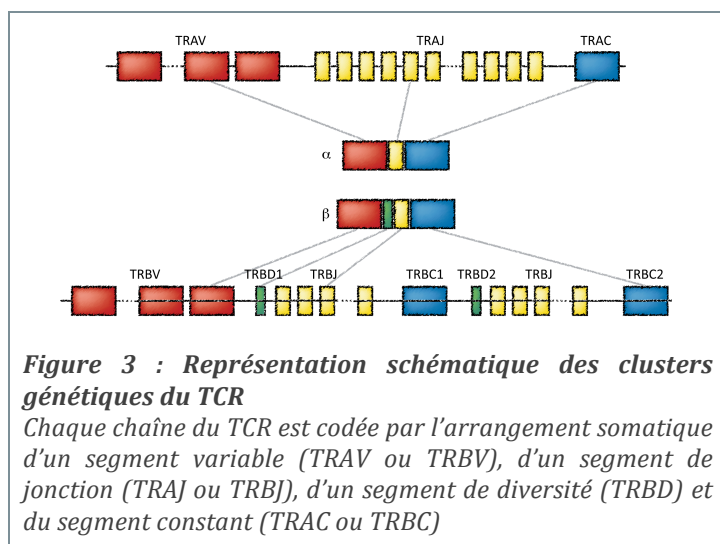 TRAV TRAJ TRAC
α
β
TRBV TRBD1 TRBJ TRBC1 TRBD2 TRBJ TRBC2
Figure 3 : Représentation schématique des clusters
génétiques du TCR
Chaque chaîne du TCR est codée par l’arrangement somatique
d’un segment variable (TRAV ou TRBV), d’un segment de
jonction (TRAJ ou TRBJ), d’un segment de diversité (TRBD) et
du segment constant (TRAC ou TRBC)